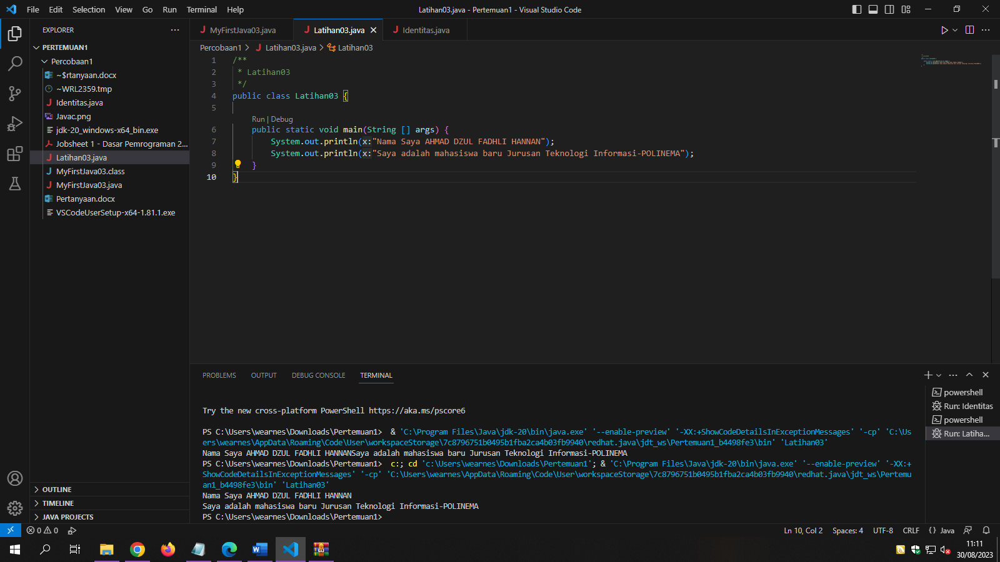 File Edit Selection View Go Run Terminal Help
Latihan03.java - Pertemuan1 - Visual Studio Code
EXPLORER
PERTEMUAN1
Percobaan1
~$rtanyaan.docx
~WRL2359.tmp
Identitas.java
Javac.png
jdk-20_windows-x64_bin.exe
Jobsheet 1 - Dasar Pemrograman 2...
Latihan03.java
MyFirstJava03.class
MyFirstJava03.java
Pertanyaan.docx
VSCodeUserSetup-x64-1.81.1.exe
OUTLINE
TIMELINE
JAVA PROJECTS
MyFirstJava03.java Latihan03.java Identitas.java
Percobaan1 > Latihan03.java > Latihan03
1 /**
2 * Latihan03
3 */
4 public class Latihan03 {
5
Run | Debug
6 public static void main(String [] args) {
7 System.out.println(x:"Nama Saya AHMAD DZUL FADHLI HANNAN");
8 System.out.println(x:"Saya adalah mahasiswa baru Jurusan Teknologi Informasi-POLINEMA");
9 }
10 }
PROBLEMS OUTPUT DEBUG CONSOLE TERMINAL
Try the new cross-platform PowerShell https://aka.ms/pscore6
PS C:\Users\wearnes\Downloads\Pertemuan1> & 'C:\Program Files\Java\jdk-20\bin\java.exe' '--enable-preview' '-XX:+ShowCodeDetailsInExceptionMessages' '-cp' 'C:\Us
ers\wearnes\AppData\Roaming\Code\User\workspaceStorage\7c8796751b0495b1fba2ca4b03fb9940\redhat.java\jdt_ws\Pertemuan1_b4498fe3\bin' 'Latihan03'
Nama Saya AHMAD DZUL FADHLI HANNANSaya adalah mahasiswa baru Jurusan Teknologi Informasi-POLINEMA
PS C:\Users\wearnes\Downloads\Pertemuan1> c:; cd 'c:\Users\wearnes\Downloads\Pertemuan1'; & 'C:\Program Files\Java\jdk-20\bin\java.exe' '--enable-preview' '-XX:+
ShowCodeDetailsInExceptionMessages' '-cp' 'C:\Users\wearnes\AppData\Roaming\Code\User\workspaceStorage\7c8796751b0495b1fba2ca4b03fb9940\redhat.java\jdt_ws\Pertem
uan1_b4498fe3\bin' 'Latihan03'
Nama Saya AHMAD DZUL FADHLI HANNAN
Saya adalah mahasiswa baru Jurusan Teknologi Informasi-POLINEMA
PS C:\Users\wearnes\Downloads\Pertemuan1>
powershell
Run: Identitas
powershell
Run: Latiha...
0 0
Ln 10, Col 2 Spaces: 4 UTF-8 CRLF {} Java
11:11
30/08/2023